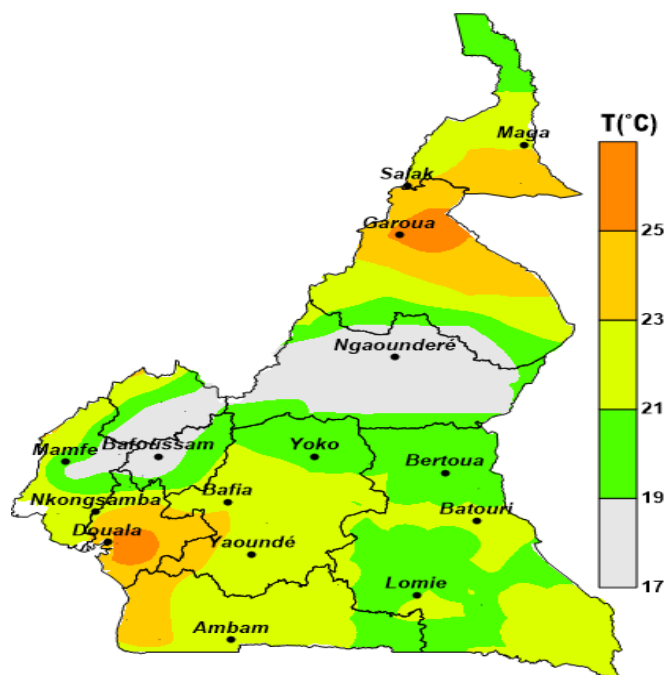 T(°C)
Maga
Salak
25
Garoua
23
Ngaounderé
21
Mamfe
Bafoussam
Yoko
Bertoua
19
Nkongsamba
Bafia
Batouri
Douala
Yaoundé
17
Lomie
Ambam